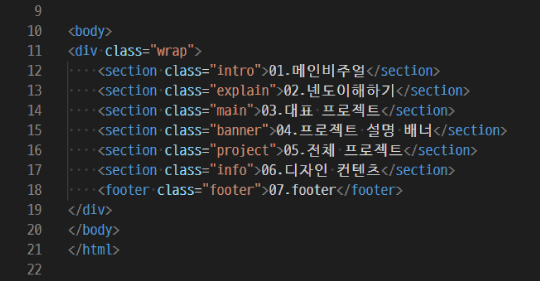 9
10 <body>
11 <div class="wrap">
12 <section class="intro">01.메인비주얼</section>
13 <section class="explain">02.넨도이해하기</section>
14 <section class="main">03.대표 프로젝트</section>
15 <section class="banner">04.프로젝트 설명 배너</section>
16 <section class="project">05.전체 프로젝트</section>
17 <section class="info">06.디자인 컨텐츠</section>
18 <footer class="footer">07.footer</footer>
19 </div>
20 </body>
21 </html>
22